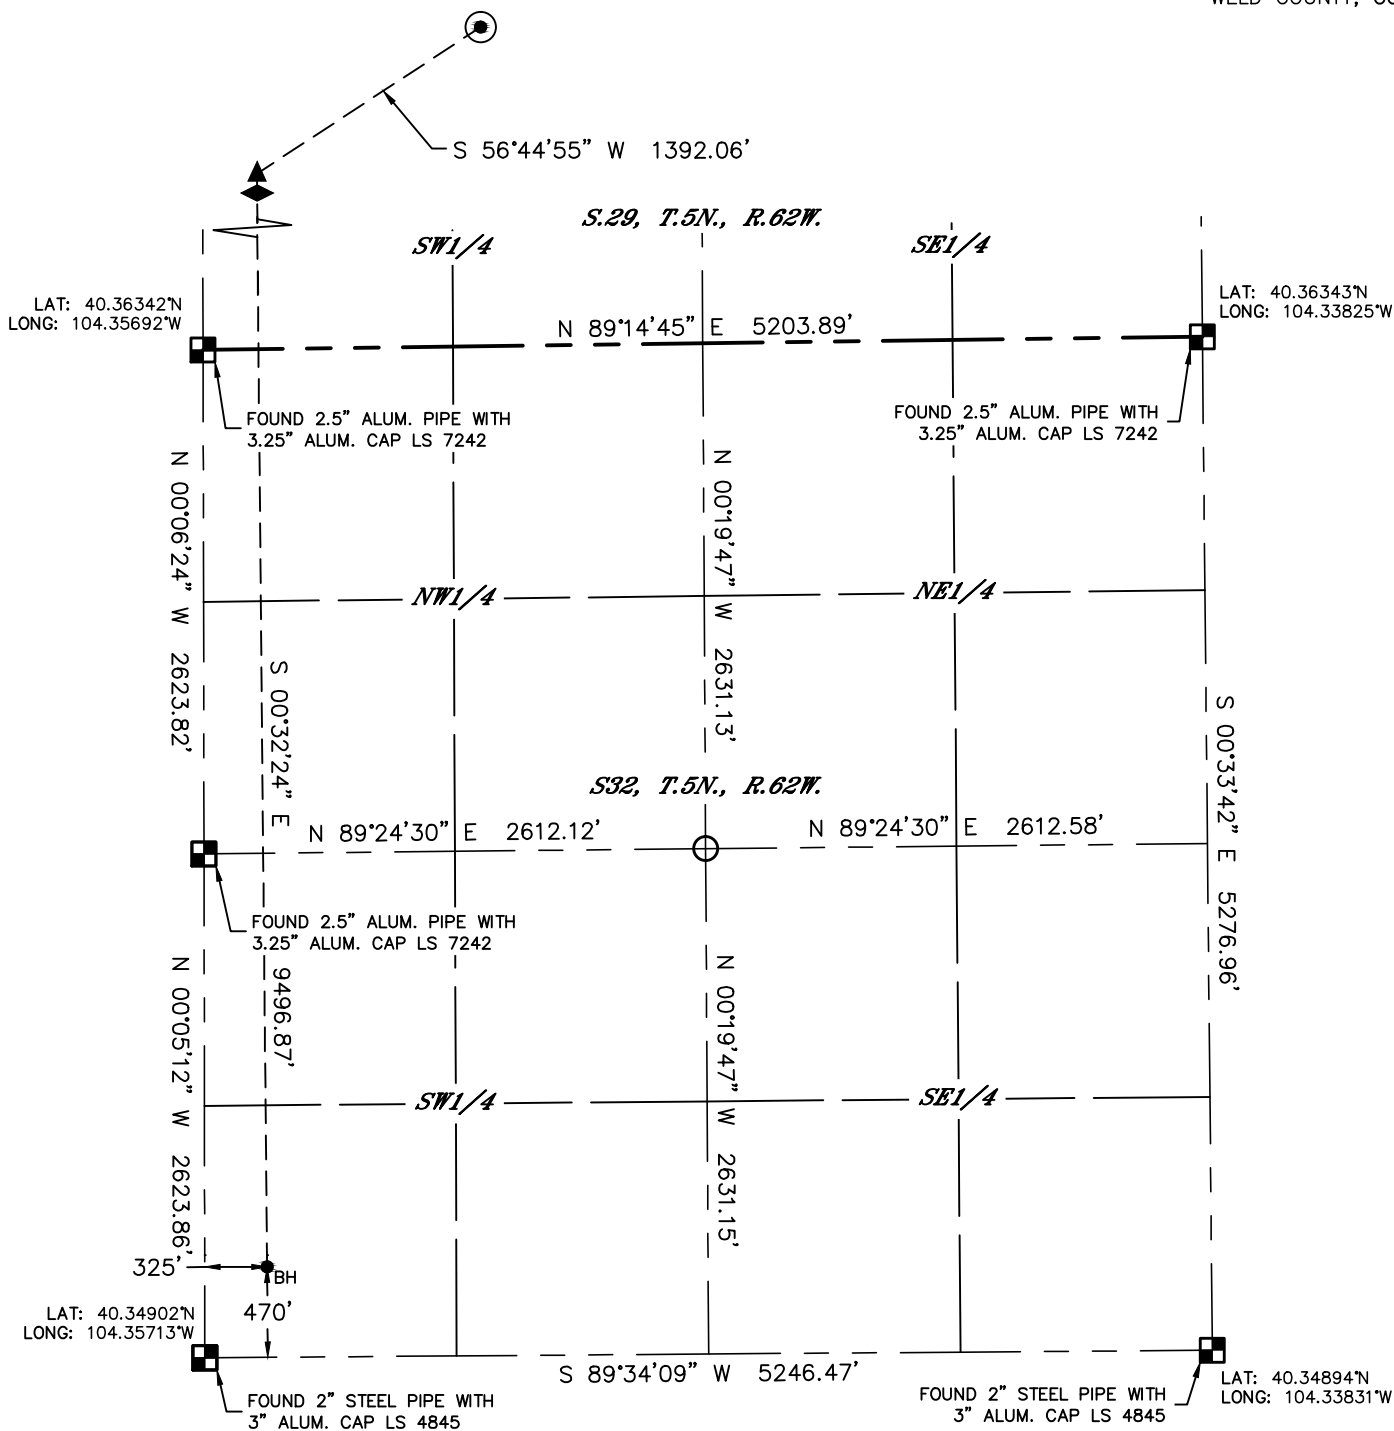 WELD COUNTY, CO
S 56°44'55" W 1392.06'
S.29, T.5N., R.62W.
SW1/4
SE1/4
LAT: 40.36342°N
LONG: 104.35692°W
LAT: 40.36343°N
LONG: 104.33825°W
N 89°14'45" E 5203.89'
FOUND 2.5" ALUM. PIPE WITH
3.25" ALUM. CAP LS 7242
FOUND 2.5" ALUM. PIPE WITH
3.25" ALUM. CAP LS 7242
N 00°06'24" W 2623.82'
S 00°32'24" E 9496.87'
N 00°19'47" W 2631.13'
NW1/4
NE1/4
S 00°33'42" E 5276.96'
S32, T.5N., R.62W.
N 89°24'30" E 2612.12'
N 89°24'30" E 2612.58'
FOUND 2.5" ALUM. PIPE WITH
3.25" ALUM. CAP LS 7242
N 00°05'12" W 2623.86'
N 00°19'47" W 2631.15'
SW1/4
SE1/4
325'
BH
470'
LAT: 40.34902°N
LONG: 104.35713°W
S 89°34'09" W 5246.47'
LAT: 40.34894°N
LONG: 104.33831°W
FOUND 2" STEEL PIPE WITH
3" ALUM. CAP LS 4845
FOUND 2" STEEL PIPE WITH
3" ALUM. CAP LS 4845